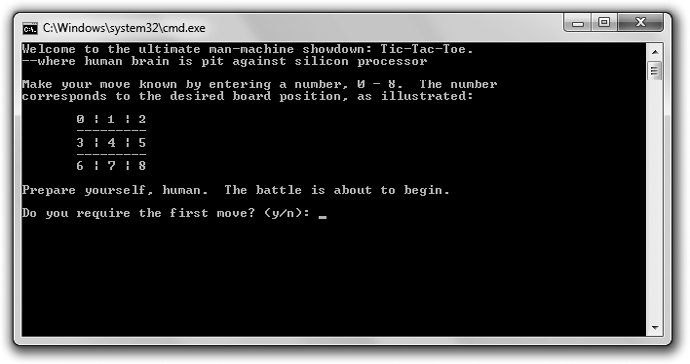 C:\Windows\system32\cmd.exe
Welcome to the ultimate man-machine showdown: Tic-Tac-Toe.
--where human brain is pit against silicon processor
Make your move known by entering a number, 0 - 8.  The number
corresponds to the desired board position, as illustrated:
0 | 1 | 2
---------
3 | 4 | 5
---------
6 | 7 | 8
Prepare yourself, human.  The battle is about to begin.
Do you require the first move? (y/n): _